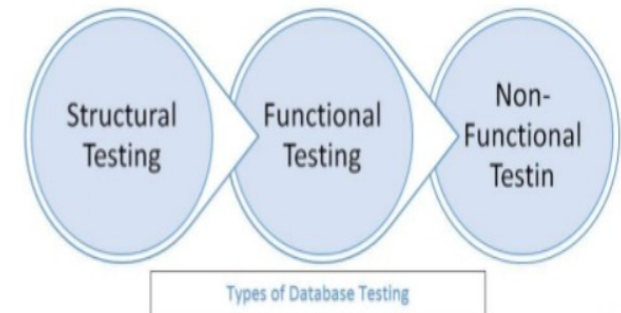 Structural
Testing
Functional
Testing
Non-
Functional
Testin
Types of Database Testing